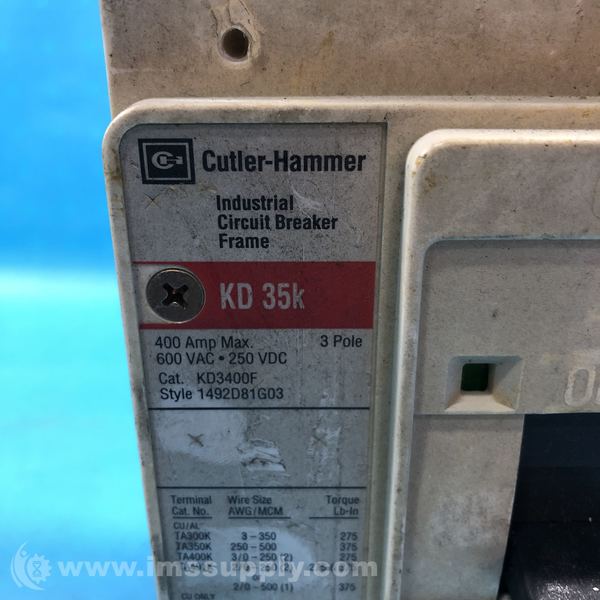 Cutler-Hammer
Industrial
Circuit Breaker
Frame
KD 35k
400 Amp Max. 3 Pole
600 VAC • 250 VDC
Cat. KD3400F
Style 1492D81G03
Terminal Wire Size Torque
Cat. No. AWG/MCM Lb-In
CU/AL
TA300K 3-350 275
TA350K 250-500 375
TA400K 3/0-250 (2) 275
2/0-500 (1) 375
CU ONLY
www.imssupply.com